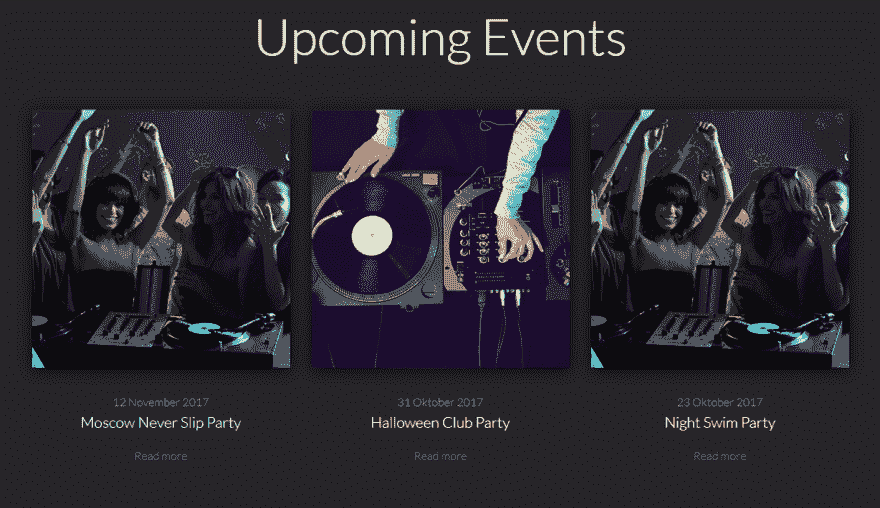 Upcoming Events
12 November 2017
Moscow Never Slip Party
Read more
31 Oktober 2017
Halloween Club Party
Read more
23 Oktober 2017
Night Swim Party
Read more